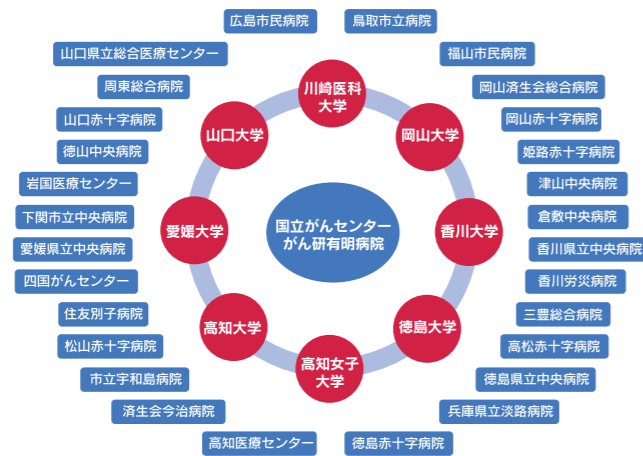 広島市民病院
鳥取市立病院
山口県立総合医療センター
福山市民病院
周東総合病院
川崎医科
大学
岡山済生会総合病院
山口赤十字病院
山口大学
岡山大学
岡山赤十字病院
徳山中央病院
姫路赤十字病院
岩国医療センター
津山中央病院
下関市立中央病院
愛媛大学
国立がんセンター
がん研有明病院
香川大学
倉敷中央病院
愛媛県立中央病院
香川県立中央病院
四国がんセンター
香川労災病院
住友別子病院
高知大学
徳島大学
三豊総合病院
松山赤十字病院
高松赤十字病院
市立宇和島病院
高知女子
大学
徳島県立中央病院
済生会今治病院
兵庫県立淡路病院
高知医療センター
徳島赤十字病院